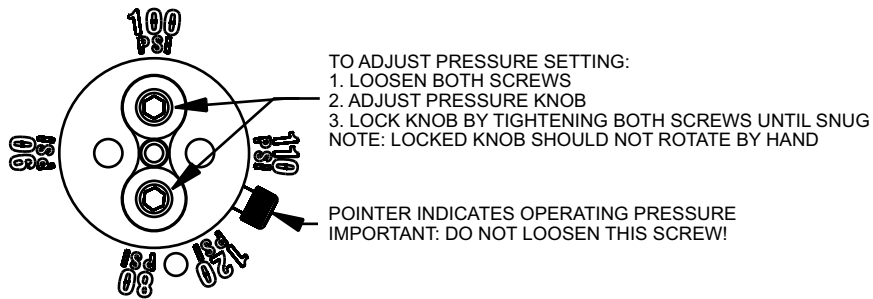 100
PSI
TO ADJUST PRESSURE SETTING:
1. LOOSEN BOTH SCREWS
2. ADJUST PRESSURE KNOB
3. LOCK KNOB BY TIGHTENING BOTH SCREWS UNTIL SNUG
NOTE: LOCKED KNOB SHOULD NOT ROTATE BY HAND
90
PSI
110
PSI
POINTER INDICATES OPERATING PRESSURE
IMPORTANT: DO NOT LOOSEN THIS SCREW!
80
PSI
120
PSI